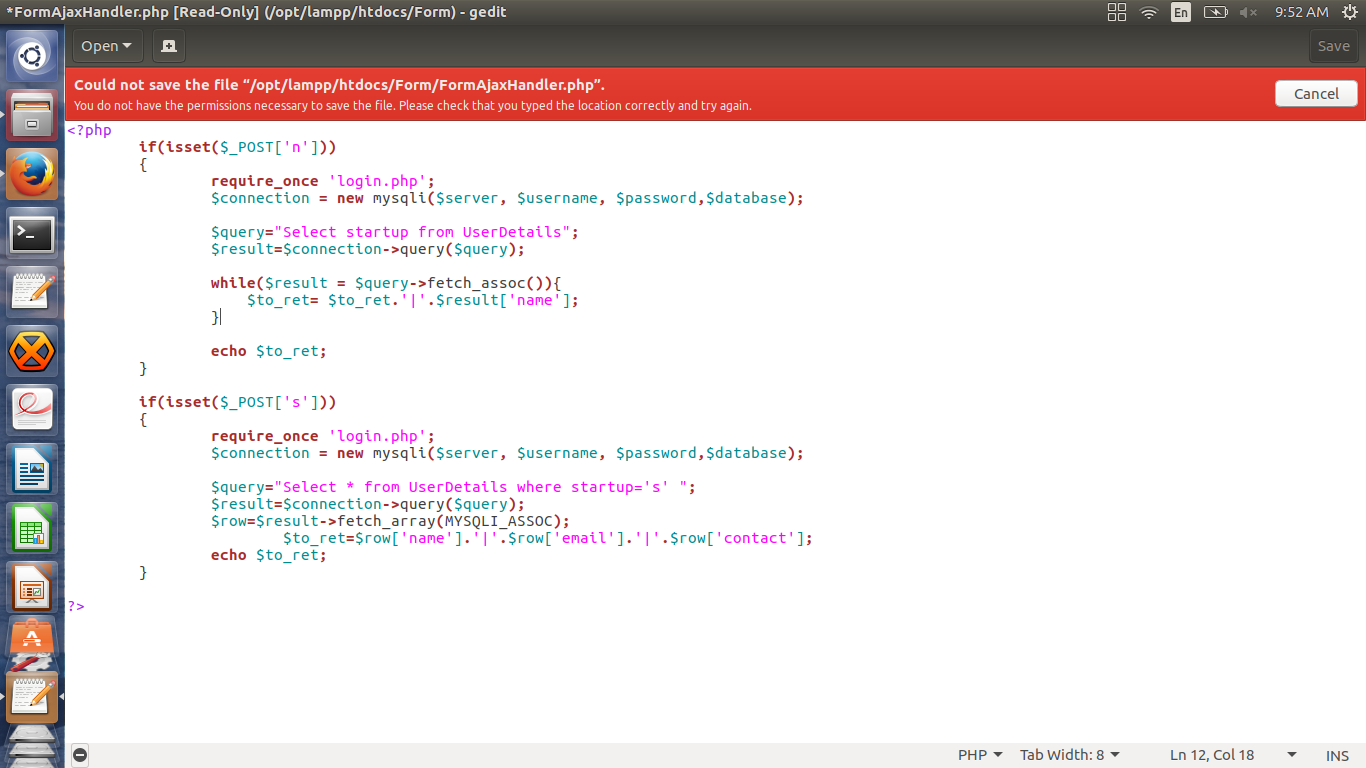 *FormAjaxHandler.php [Read-Only] (/opt/lampp/htdocs/Form) - gedit
En
9:52 AM
Open
Save
Could not save the file “/opt/lampp/htdocs/Form/FormAjaxHandler.php”.
You do not have the permissions necessary to save the file. Please check that you typed the location correctly and try again.
Cancel
<?php
if(isset($_POST['n']))
{
require_once 'login.php';
$connection = new mysqli($server, $username, $password,$database);
$query="Select startup from UserDetails";
$result=$connection->query($query);
while($result = $query->fetch_assoc()){
$to_ret= $to_ret.'|'.$result['name'];
}
echo $to_ret;
}
if(isset($_POST['s']))
{
require_once 'login.php';
$connection = new mysqli($server, $username, $password,$database);
$query="Select * from UserDetails where startup='s' ";
$result=$connection->query($query);
$row=$result->fetch_array(MYSQLI_ASSOC);
$to_ret=$row['name'].'|'.$row['email'].'|'.$row['contact'];
echo $to_ret;
}
?>
PHP
Tab Width: 8
Ln 12, Col 18
INS